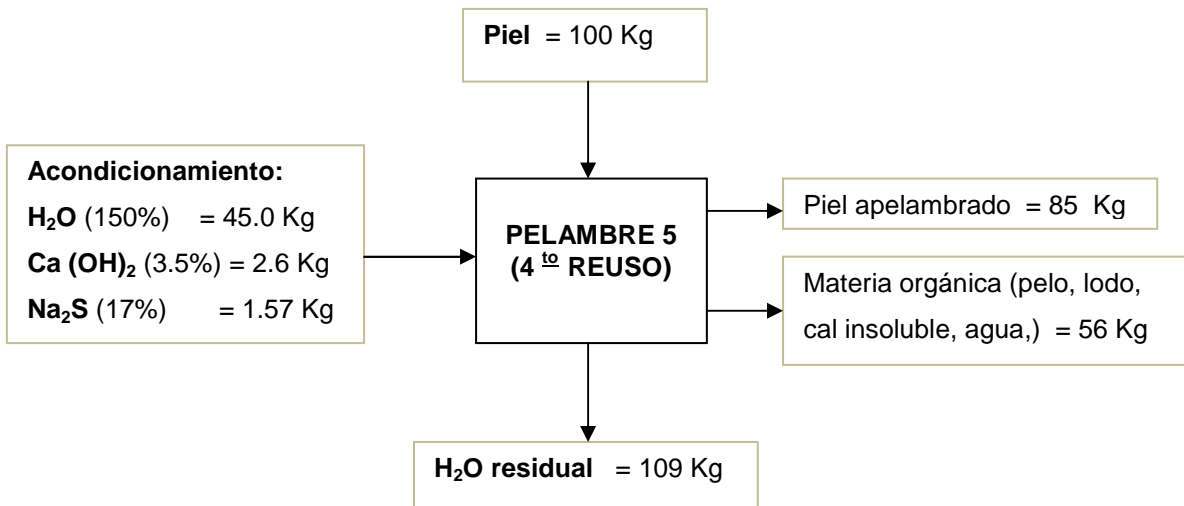 Piel = 100 Kg
Acondicionamiento:
H₂O (150%) = 45.0 Kg
Ca (OH)₂ (3.5%) = 2.6 Kg
Na₂S (17%) = 1.57 Kg
PELAMBRE 5
(4 to REUSO)
Piel apelambrado = 85 Kg
Materia orgánica (pelo, lodo,
cal insoluble, agua,) = 56 Kg
H₂O residual = 109 Kg